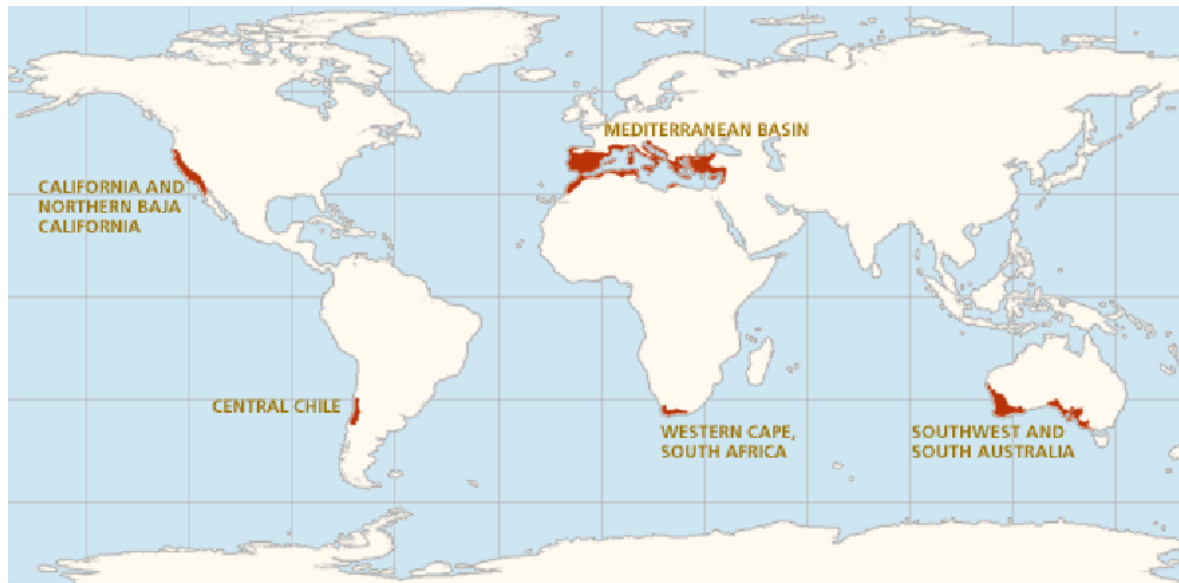 MEDITERRANEAN BASIN
CALIFORNIA AND
NORTHERN BAJA
CALIFORNIA
CENTRAL CHILE
WESTERN CAPE,
SOUTH AFRICA
SOUTHWEST AND
SOUTH AUSTRALIA